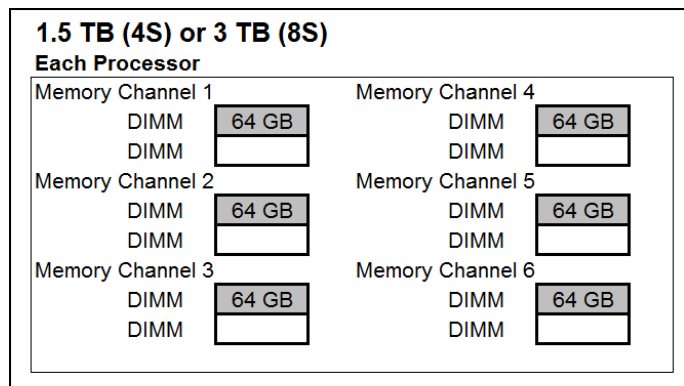 1.5 TB (4S) or 3 TB (8S)
Each Processor
Memory Channel 1
DIMM 64 GB
DIMM
Memory Channel 2
DIMM 64 GB
DIMM
Memory Channel 3
DIMM 64 GB
DIMM
Memory Channel 4
DIMM 64 GB
DIMM
Memory Channel 5
DIMM 64 GB
DIMM
Memory Channel 6
DIMM 64 GB
DIMM